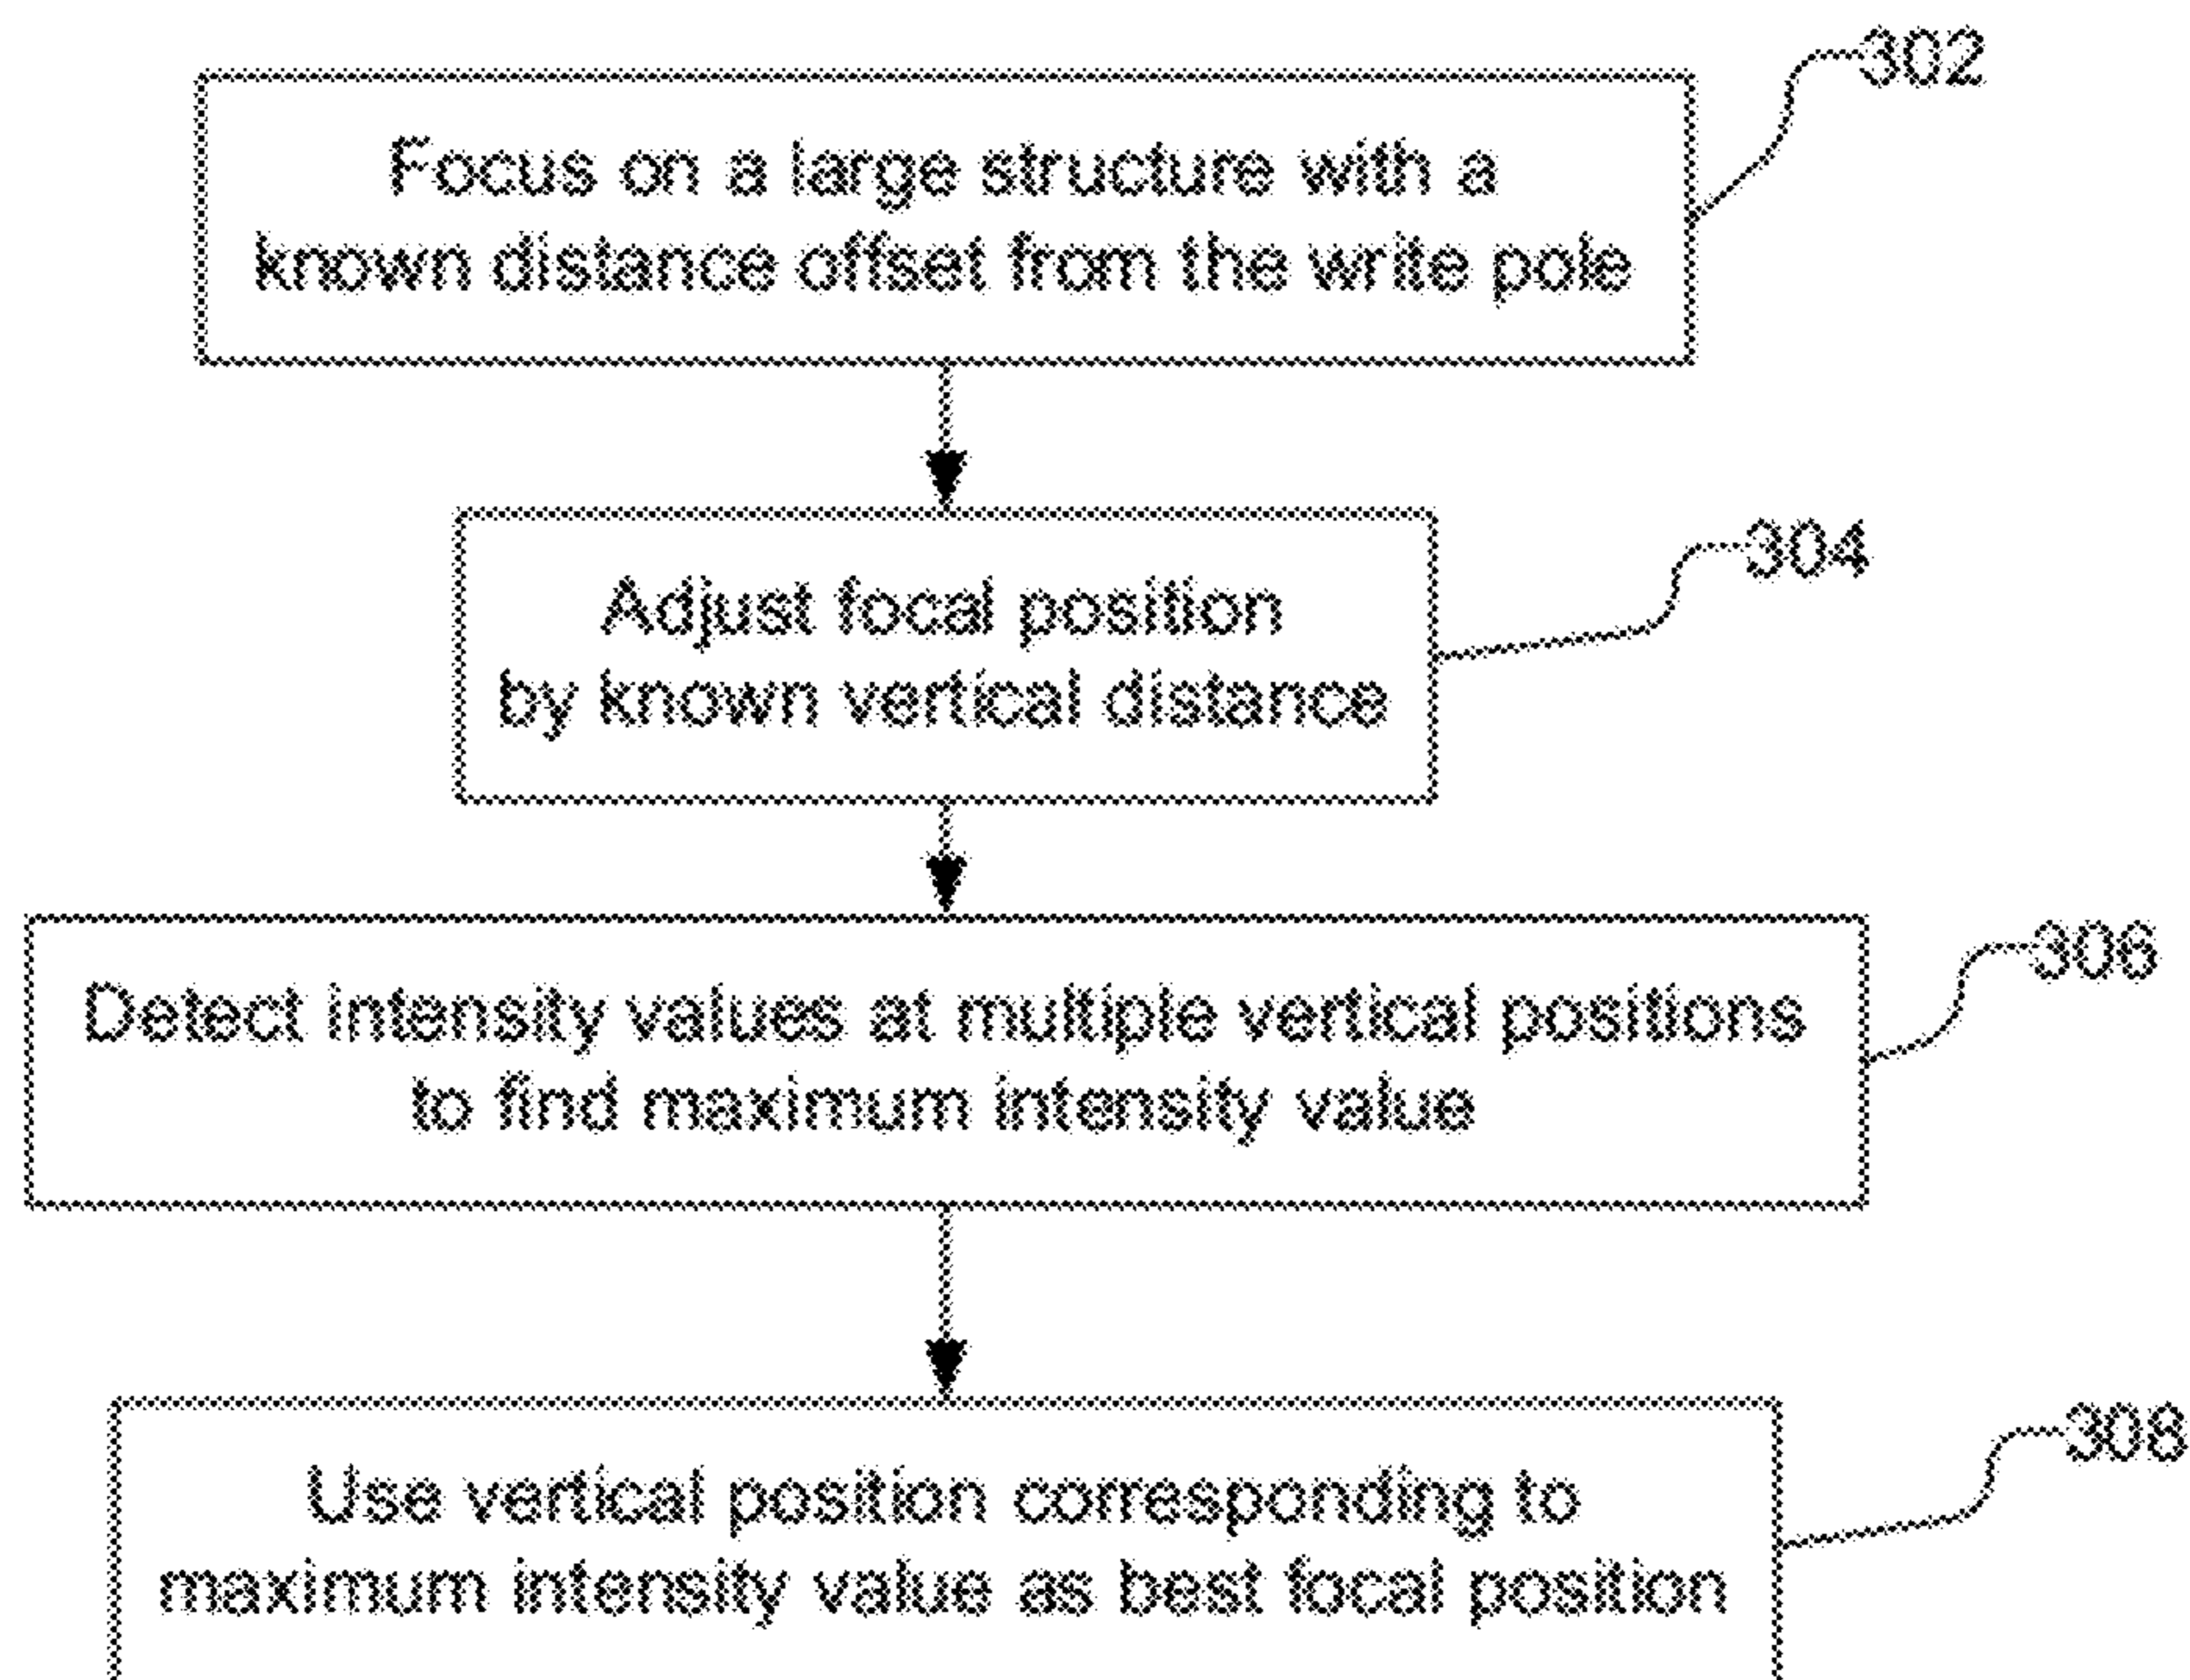 302
Focus on a large structure with a
known distance offset from the write pole
304
Adjust focal position
by known vertical distance
306
Detect intensity values at multiple vertical positions
to find maximum intensity value
308
Use vertical position corresponding to
maximum intensity value as best focal position